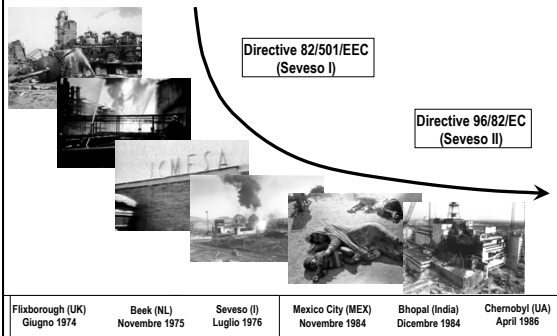 Directive 82/501/EEC
(Seveso I)
Directive 96/82/EC
(Seveso II)
ICMESA
Flixborough (UK)
Giugno 1974
Beek (NL)
Novembre 1975
Seveso (I)
Luglio 1976
Mexico City (MEX)
Novembre 1984
Bhopal (India)
Dicembre 1984
Chernobyl (UA)
April 1986